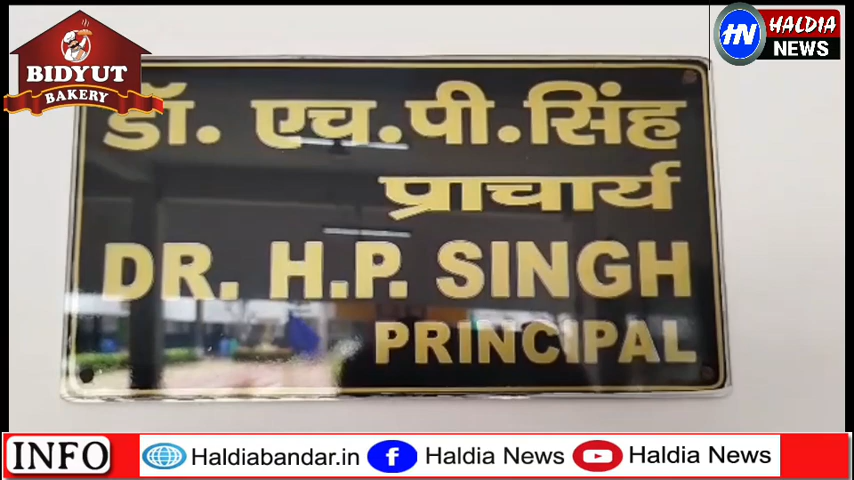 BIDYUT
BAKERY
HN HALDIA
NEWS
डॉ. एच.पी.सिंह
प्राचार्य
DR. H.P. SINGH
PRINCIPAL
INFO Haldiabandar.in Haldia News Haldia News